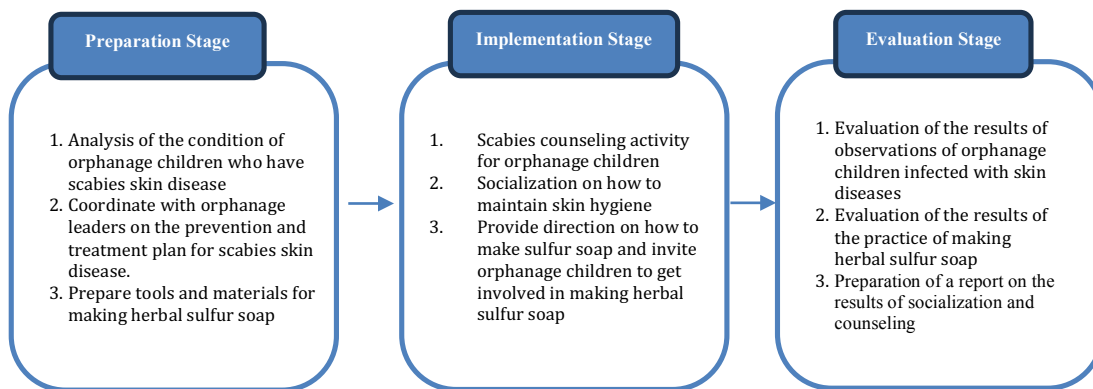 Preparation Stage
1. Analysis of the condition of
orphanage children who have
scabies skin disease
2. Coordinate with orphanage
leaders on the prevention and
treatment plan for scabies skin
disease.
3. Prepare tools and materials for
making herbal sulfur soap
Implementation Stage
1. Scabies counseling activity
for orphanage children
2. Socialization on how to
maintain skin hygiene
3. Provide direction on how to
make sulfur soap and invite
orphanage children to get
involved in making herbal
sulfur soap
Evaluation Stage
1. Evaluation of the results of
observations of orphanage
children infected with skin
diseases
2. Evaluation of the results of
the practice of making
herbal sulfur soap
3. Preparation of a report on the
results of socialization and
counseling